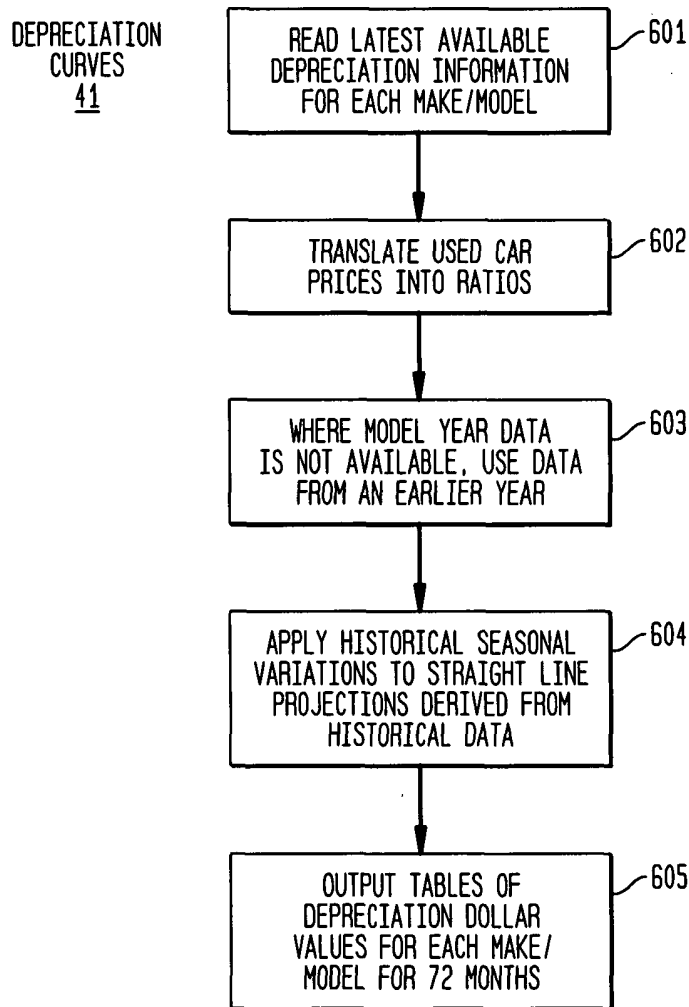 DEPRECIATION
CURVES
41
READ LATEST AVAILABLE
DEPRECIATION INFORMATION
FOR EACH MAKE/MODEL
601
TRANSLATE USED CAR
PRICES INTO RATIOS
602
WHERE MODEL YEAR DATA
IS NOT AVAILABLE, USE DATA
FROM AN EARLIER YEAR
603
APPLY HISTORICAL SEASONAL
VARIATIONS TO STRAIGHT LINE
PROJECTIONS DERIVED FROM
HISTORICAL DATA
604
OUTPUT TABLES OF
DEPRECIATION DOLLAR
VALUES FOR EACH MAKE/
MODEL FOR 72 MONTHS
605